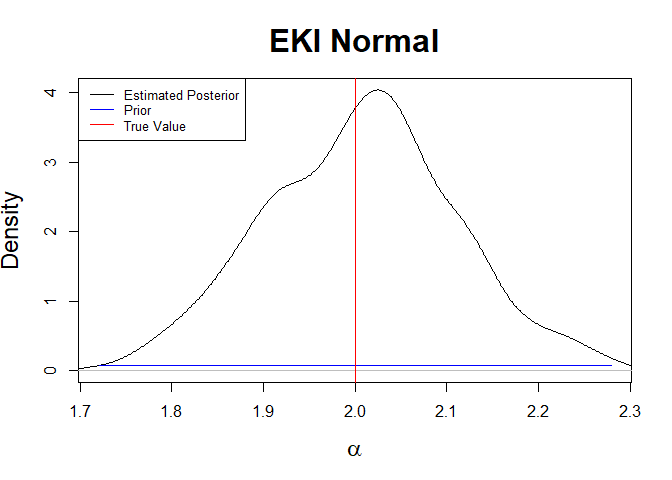 EKI Normal
Estimated Posterior
Prior
True Value
Density
4
3
2
1
0
1.7 1.8 1.9 2.0 2.1 2.2 2.3
α